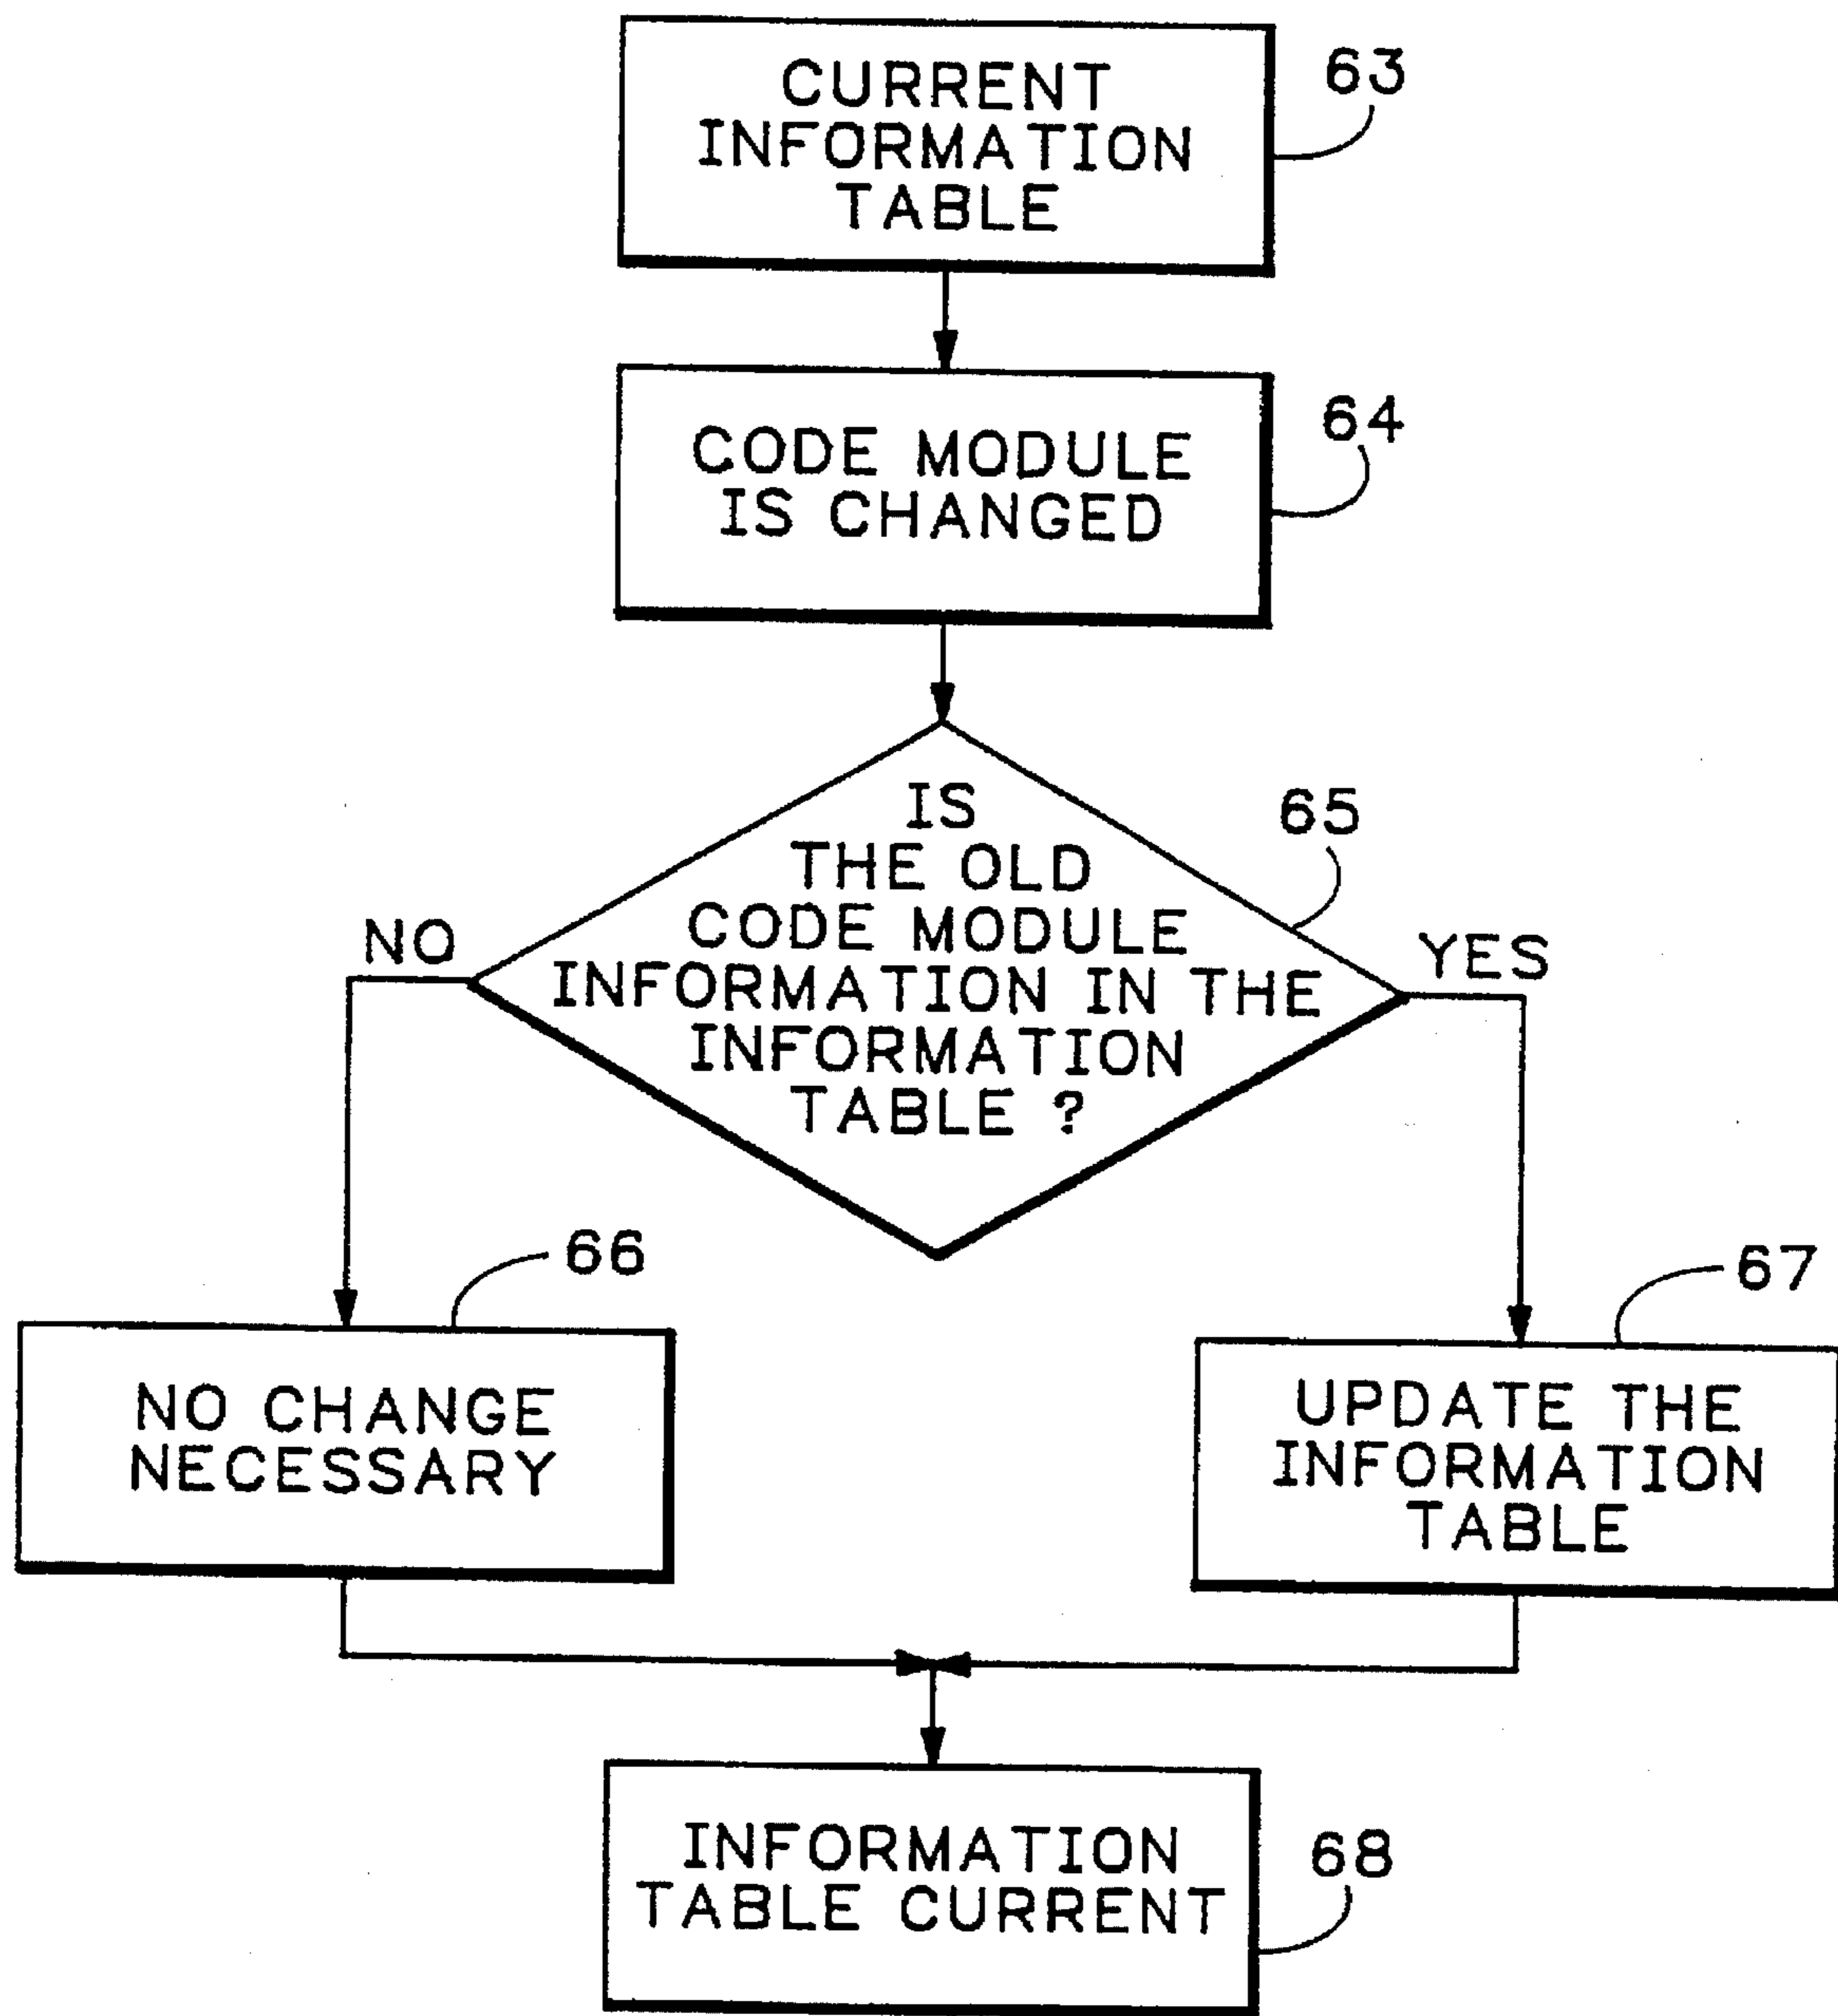 CURRENT
INFORMATION
TABLE
63
CODE MODULE
IS CHANGED
64
IS
THE OLD
CODE MODULE
INFORMATION IN THE
INFORMATION
TABLE ?
65
NO
YES
66
NO CHANGE
NECESSARY
67
UPDATE THE
INFORMATION
TABLE
INFORMATION
TABLE CURRENT
68